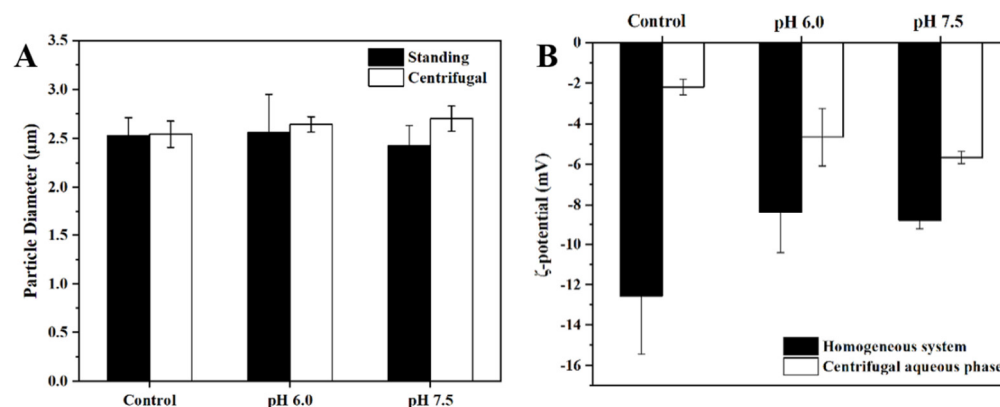 A
Particle Diameter (μm)
3.5
3.0
2.5
2.0
1.5
1.0
0.5
0.0
Standing
Centrifugal
Control pH 6.0 pH 7.5
B
Control pH 6.0 pH 7.5
ζ-potential (mV)
0
-2
-4
-6
-8
-10
-12
-14
-16
Homogeneous system
Centrifugal aqueous phase